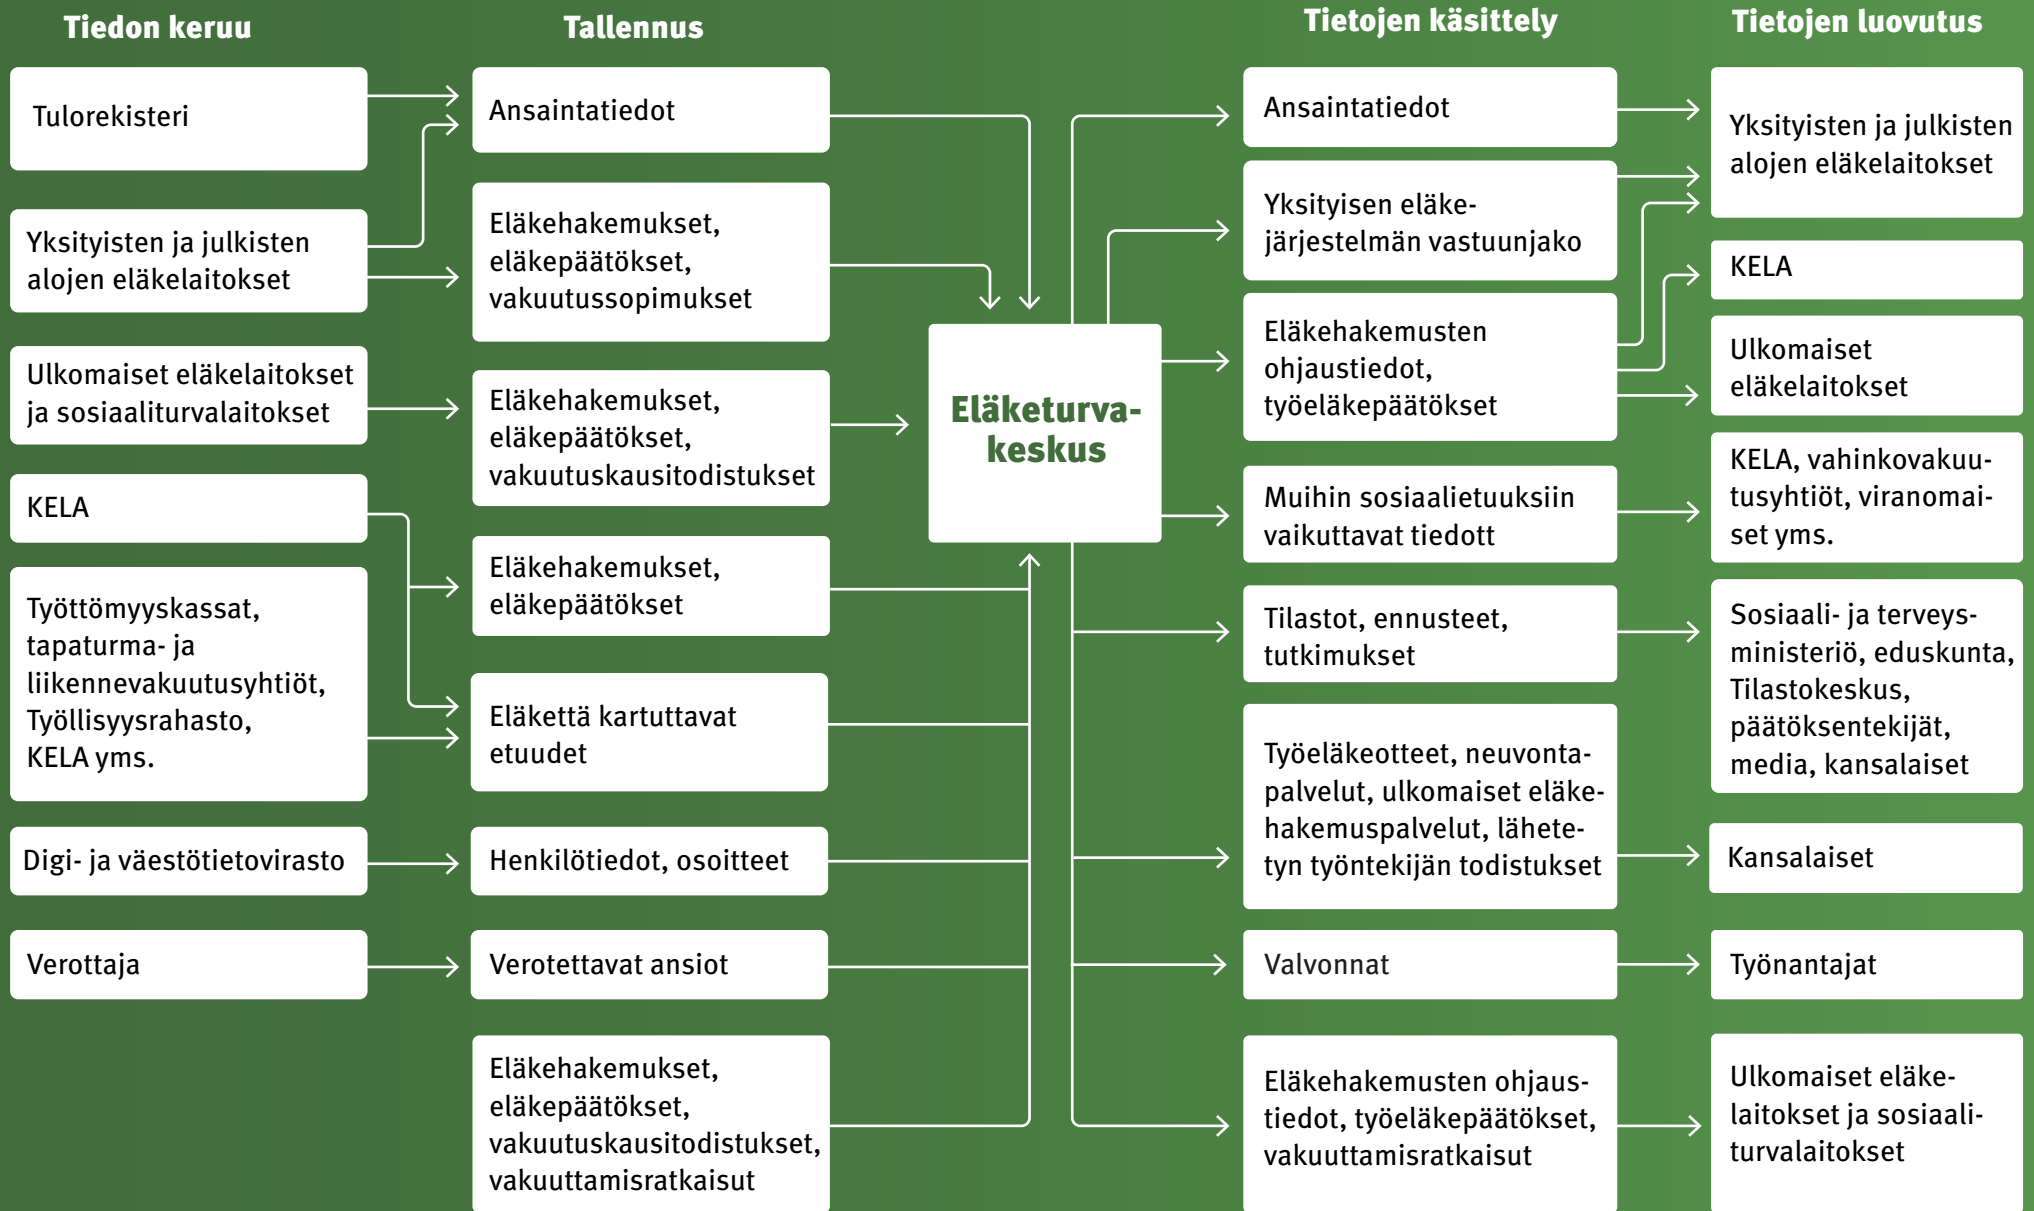 Tiedon keruu
Tulorekisteri
Yksityisten ja julkisten
alojen eläkelaitokset
Ulkomaiset eläkelaitokset
ja sosiaaliturvalaitokset
KELA
Työttömyyskassat,
tapaturma- ja
liikennevakuutusyhtiöt,
Työllisyysrahasto,
KELA yms.
Digi- ja väestötietovirasto
Verottaja
Tallennus
Ansaintatiedot
Eläkehakemukset,
eläkepäätökset,
vakuutussopimukset
Eläkehakemukset,
eläkepäätökset,
vakuutuskausitodistukset
Eläkehakemukset,
eläkepäätökset
Eläkettä kartuttavat
etuudet
Henkilötiedot, osoitteet
Verotettavat ansiot
Eläkehakemukset,
eläkepäätökset,
vakuutuskausitodistukset,
vakuuttamisratkaisut
Eläketurva-
keskus
Tietojen käsittely
Ansaintatiedot
Yksityisen eläke-
järjestelmän vastuunjako
Eläkehakemusten
ohjaustiedot,
työeläkepäätökset
Muihin sosiaalietuuksiin
vaikuttavat tiedott
Tilastot, ennusteet,
tutkimukset
Työeläkeotteet, neuvonta-
palvelut, ulkomaiset eläke-
hakemuspalvelut, lähete-
tyn työntekijän todistukset
Valvonnat
Eläkehakemusten ohjaus-
tiedot, työeläkepäätökset,
vakuuttamisratkaisut
Tietojen luovutus
Yksityisten ja julkisten
alojen eläkelaitokset
KELA
Ulkomaiset
eläkelaitokset
KELA, vahinkovakuu-
tusyhtiöt, viranomai-
set yms.
Sosiaali- ja terveys-
ministeriö, eduskunta,
Tilastokeskus,
päätöksentekijät,
media, kansalaiset
Kansalaiset
Työnantajat
Ulkomaiset eläke-
laitokset ja sosiaali-
turvalaitokset